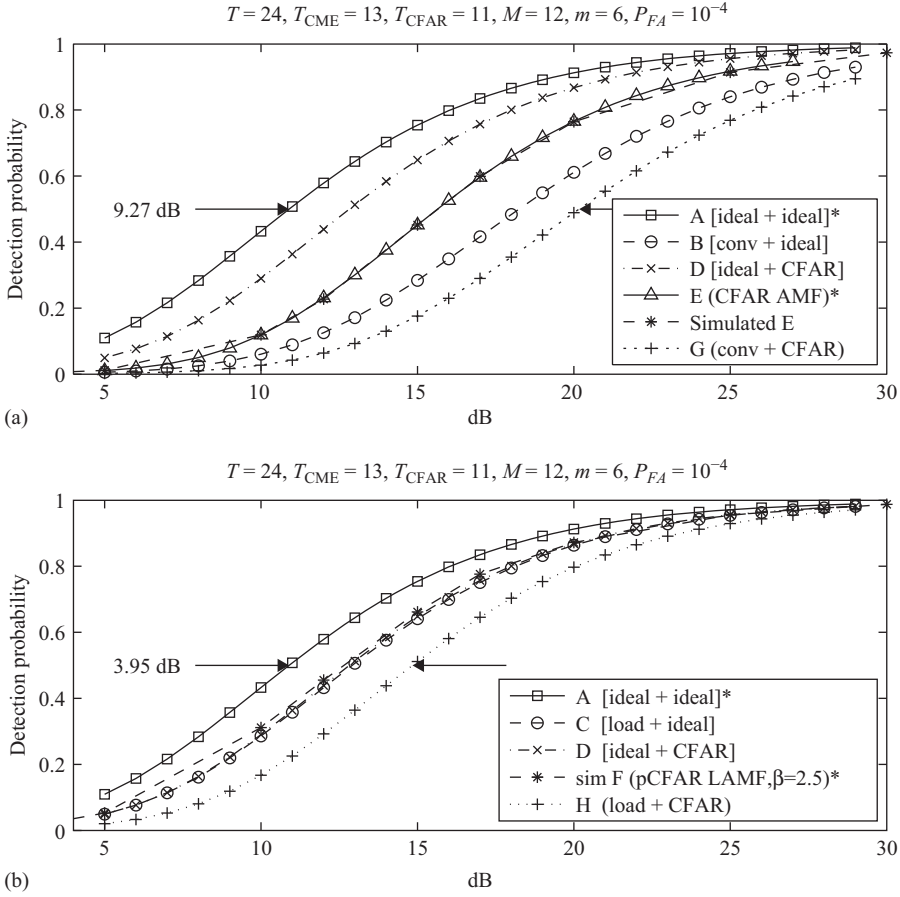 T = 24, T_CME = 13, T_CFAR = 11, M = 12, m = 6, P_FA = 10⁻⁴
1
0.8
0.6
0.4
0.2
0
Detection probability
9.27 dB
A [ideal + ideal]*
B [conv + ideal]
D [ideal + CFAR]
E (CFAR AMF)*
Simulated E
G (conv + CFAR)
5 10 15 20 25 30
(a)
dB
T = 24, T_CME = 13, T_CFAR = 11, M = 12, m = 6, P_FA = 10⁻⁴
1
0.8
0.6
0.4
0.2
0
Detection probability
3.95 dB
A [ideal + ideal]*
C [load + ideal]
D [ideal + CFAR]
sim F (pCFAR LAMF,β=2.5)*
H (load + CFAR)
5 10 15 20 25 30
(b)
dB